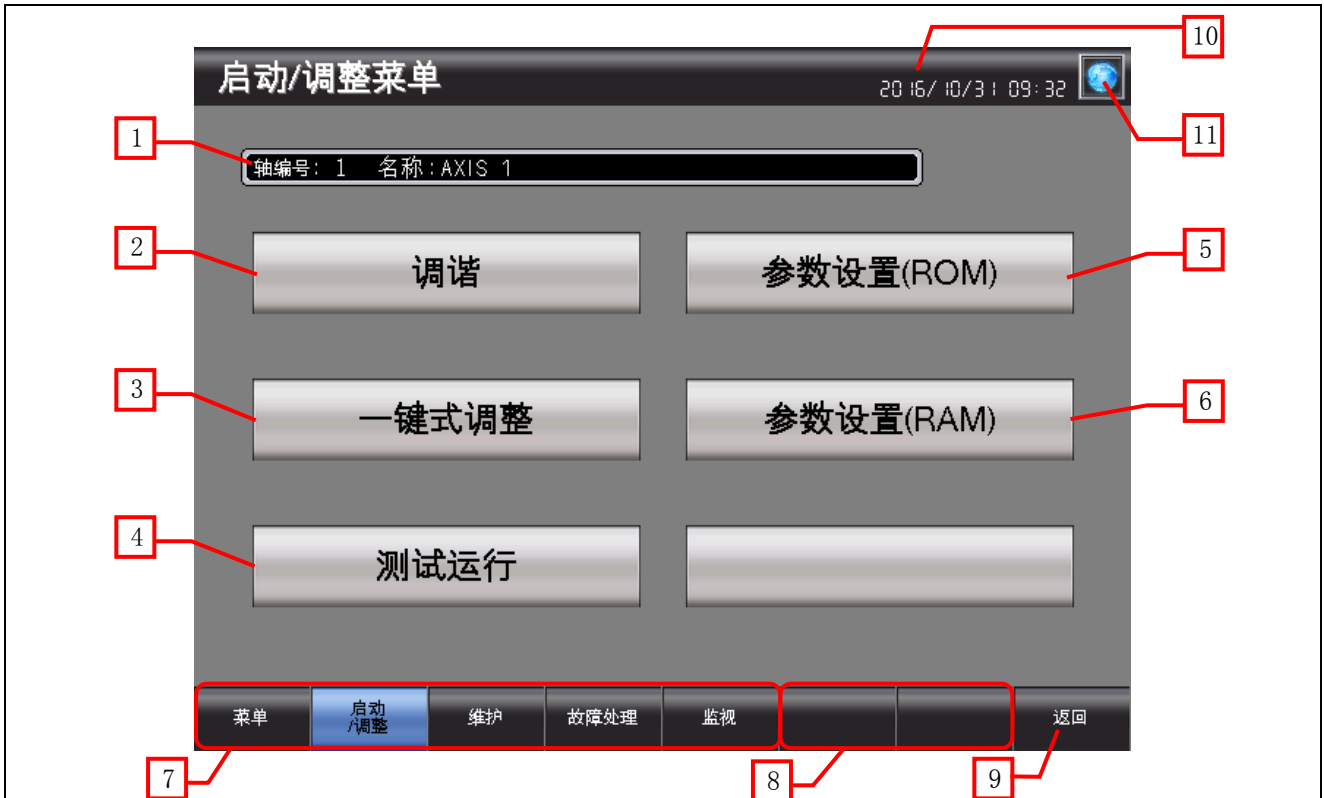 10
启动/调整菜单
2016/10/31 09:32
1
11
轴编号: 1 名称:AXIS 1
2
调谐
参数设置(ROM)
5
3
一键式调整
参数设置(RAM)
6
4
测试运行
菜单
启动
/调整
维护
故障处理
监视
返回
7
8
9